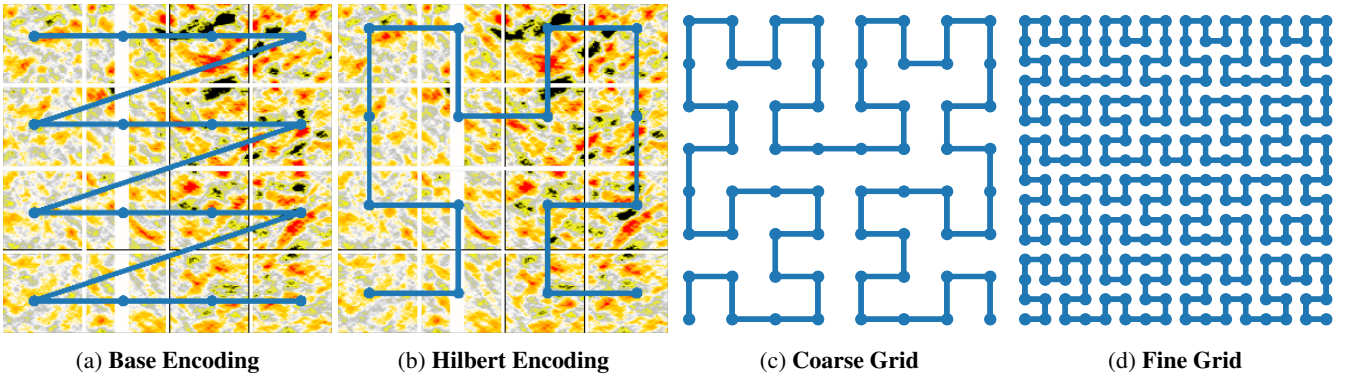 (a) Base Encoding
(b) Hilbert Encoding
(c) Coarse Grid
(d) Fine Grid